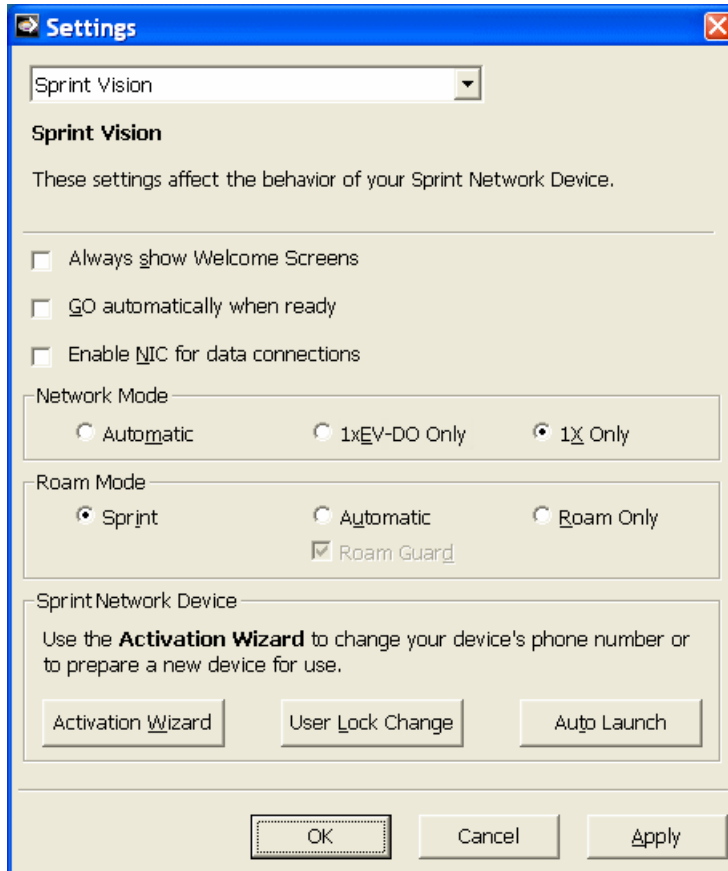 Settings
Sprint Vision
Sprint Vision
These settings affect the behavior of your Sprint Network Device.
Always show Welcome Screens
GO automatically when ready
Enable NIC for data connections
Network Mode
Automatic 1xEV-DO Only 1X Only
Roam Mode
Sprint Automatic Roam Only
Roam Guard
Sprint Network Device
Use the Activation Wizard to change your device's phone number or
to prepare a new device for use.
Activation Wizard User Lock Change Auto Launch
OK Cancel Apply